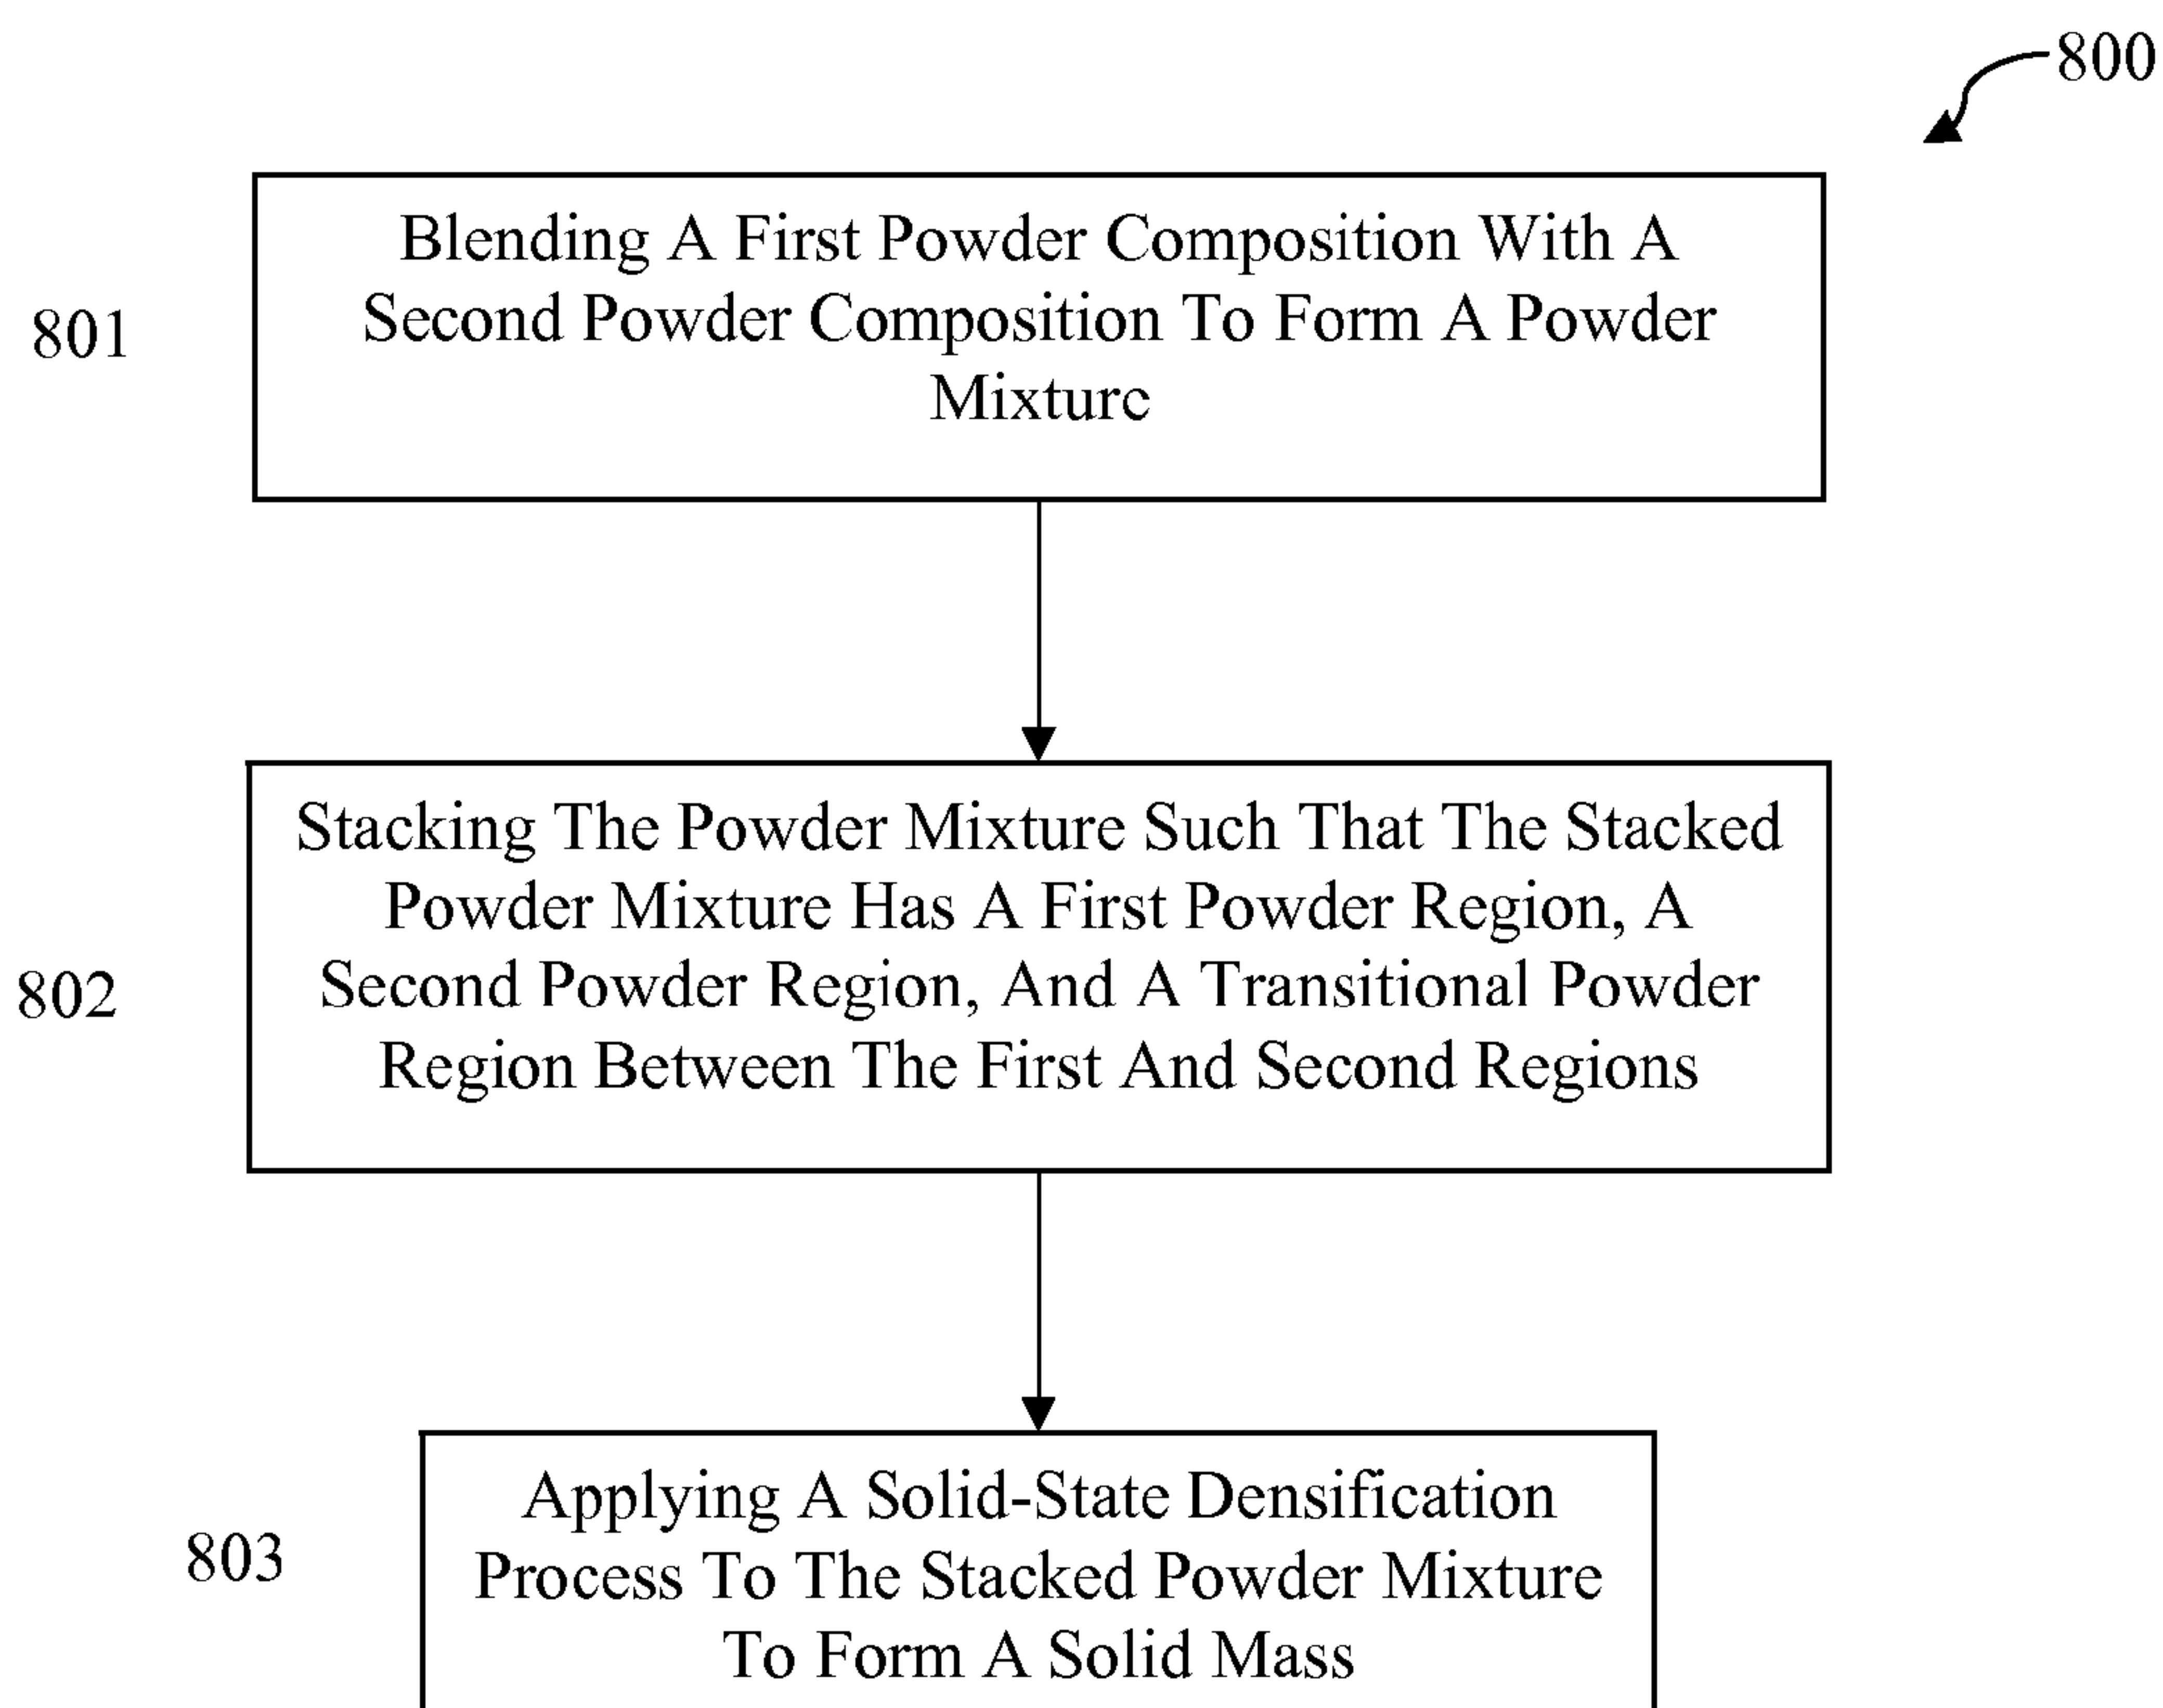 800
801
Blending A First Powder Composition With A
Second Powder Composition To Form A Powder
Mixture
802
Stacking The Powder Mixture Such That The Stacked
Powder Mixture Has A First Powder Region, A
Second Powder Region, And A Transitional Powder
Region Between The First And Second Regions
803
Applying A Solid-State Densification
Process To The Stacked Powder Mixture
To Form A Solid Mass